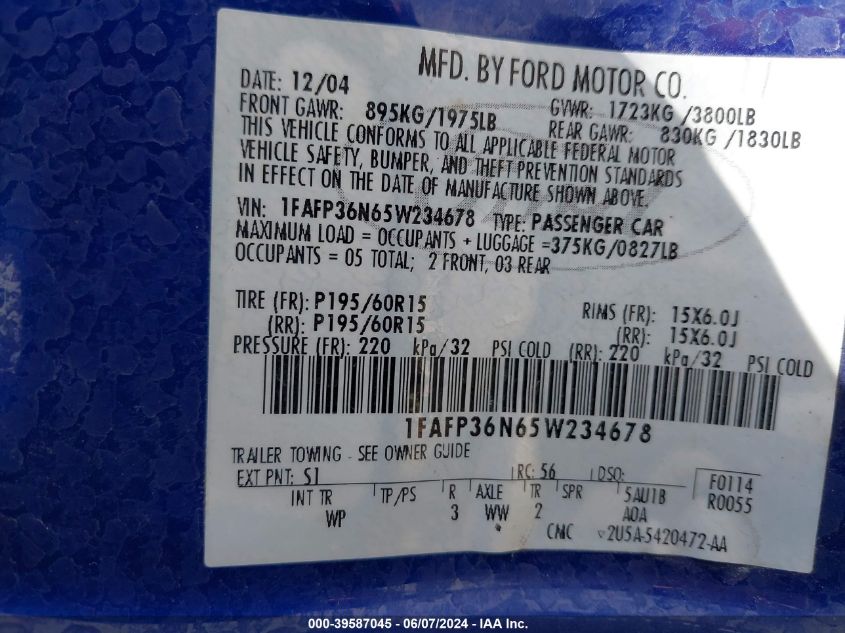 MFD. BY FORD MOTOR CO.
DATE: 12/04
FRONT GAWR: 895KG/1975LB GVWR: 1723KG /3800LB
REAR GAWR: 830KG /1830LB
THIS VEHICLE CONFORMS TO ALL APPLICABLE FEDERAL MOTOR
VEHICLE SAFETY, BUMPER, AND THEFT PREVENTION STANDARDS
IN EFFECT ON THE DATE OF MANUFACTURE SHOWN ABOVE.
VIN: 1FAFP36N65W234678 TYPE: PASSENGER CAR
MAXIMUM LOAD = OCCUPANTS + LUGGAGE =375KG/0827LB
OCCUPANTS = 05 TOTAL; 2 FRONT, 03 REAR
TIRE (FR): P195/60R15 RIMS (FR): 15X6.0J
(RR): P195/60R15 (RR): 15X6.0J
PRESSURE (FR): 220 kPa/32 PSI COLD (RR): 220 kPa/32 PSI COLD
1FAFP36N65W234678
TRAILER TOWING - SEE OWNER GUIDE
EXT PNT: S1 RC: 56 DSO: F0114
INT TR TP/PS R AXLE TR SPR 5AU1B R0055
WP 3 WW 2 A0A
CMC 2U5A-5420472-AA
000-39587045 - 06/07/2024 - IAA Inc.